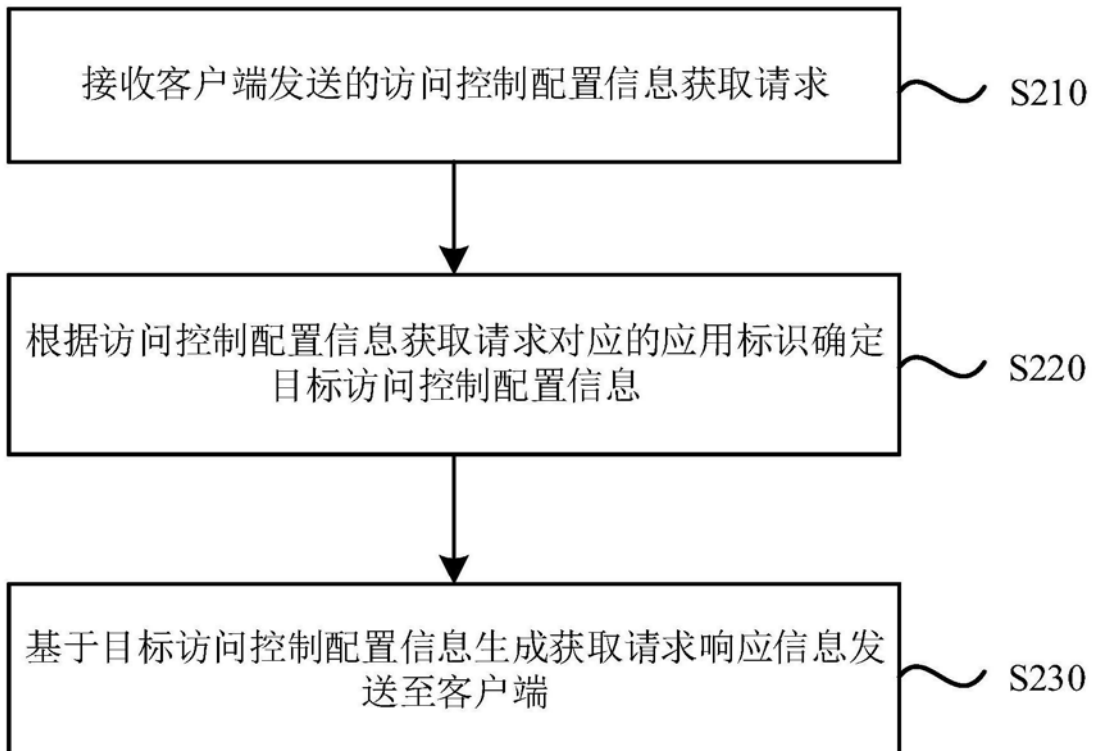 接收客户端发送的访问控制配置信息获取请求
S210
根据访问控制配置信息获取请求对应的应用标识确定
目标访问控制配置信息
S220
基于目标访问控制配置信息生成获取请求响应信息发
送至客户端
S230